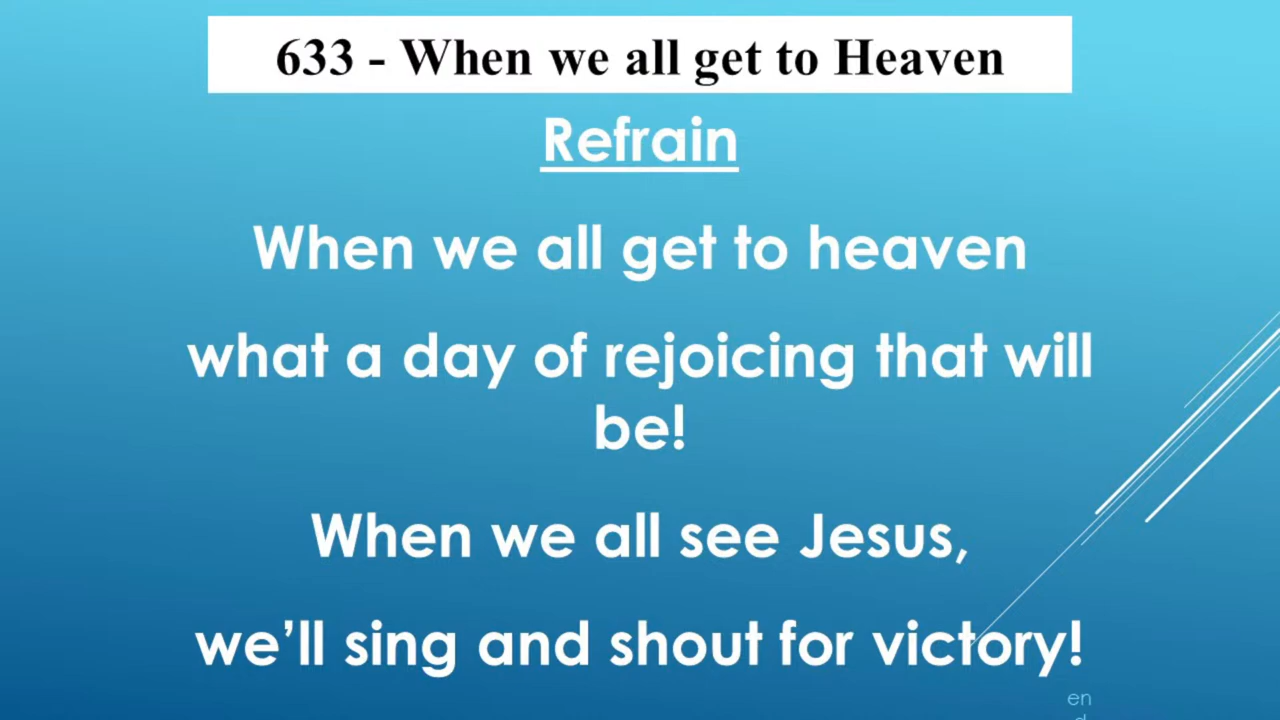 633 - When we all get to Heaven
Refrain
When we all get to heaven
what a day of rejoicing that will
be!
When we all see Jesus,
we’ll sing and shout for victory!
en
d